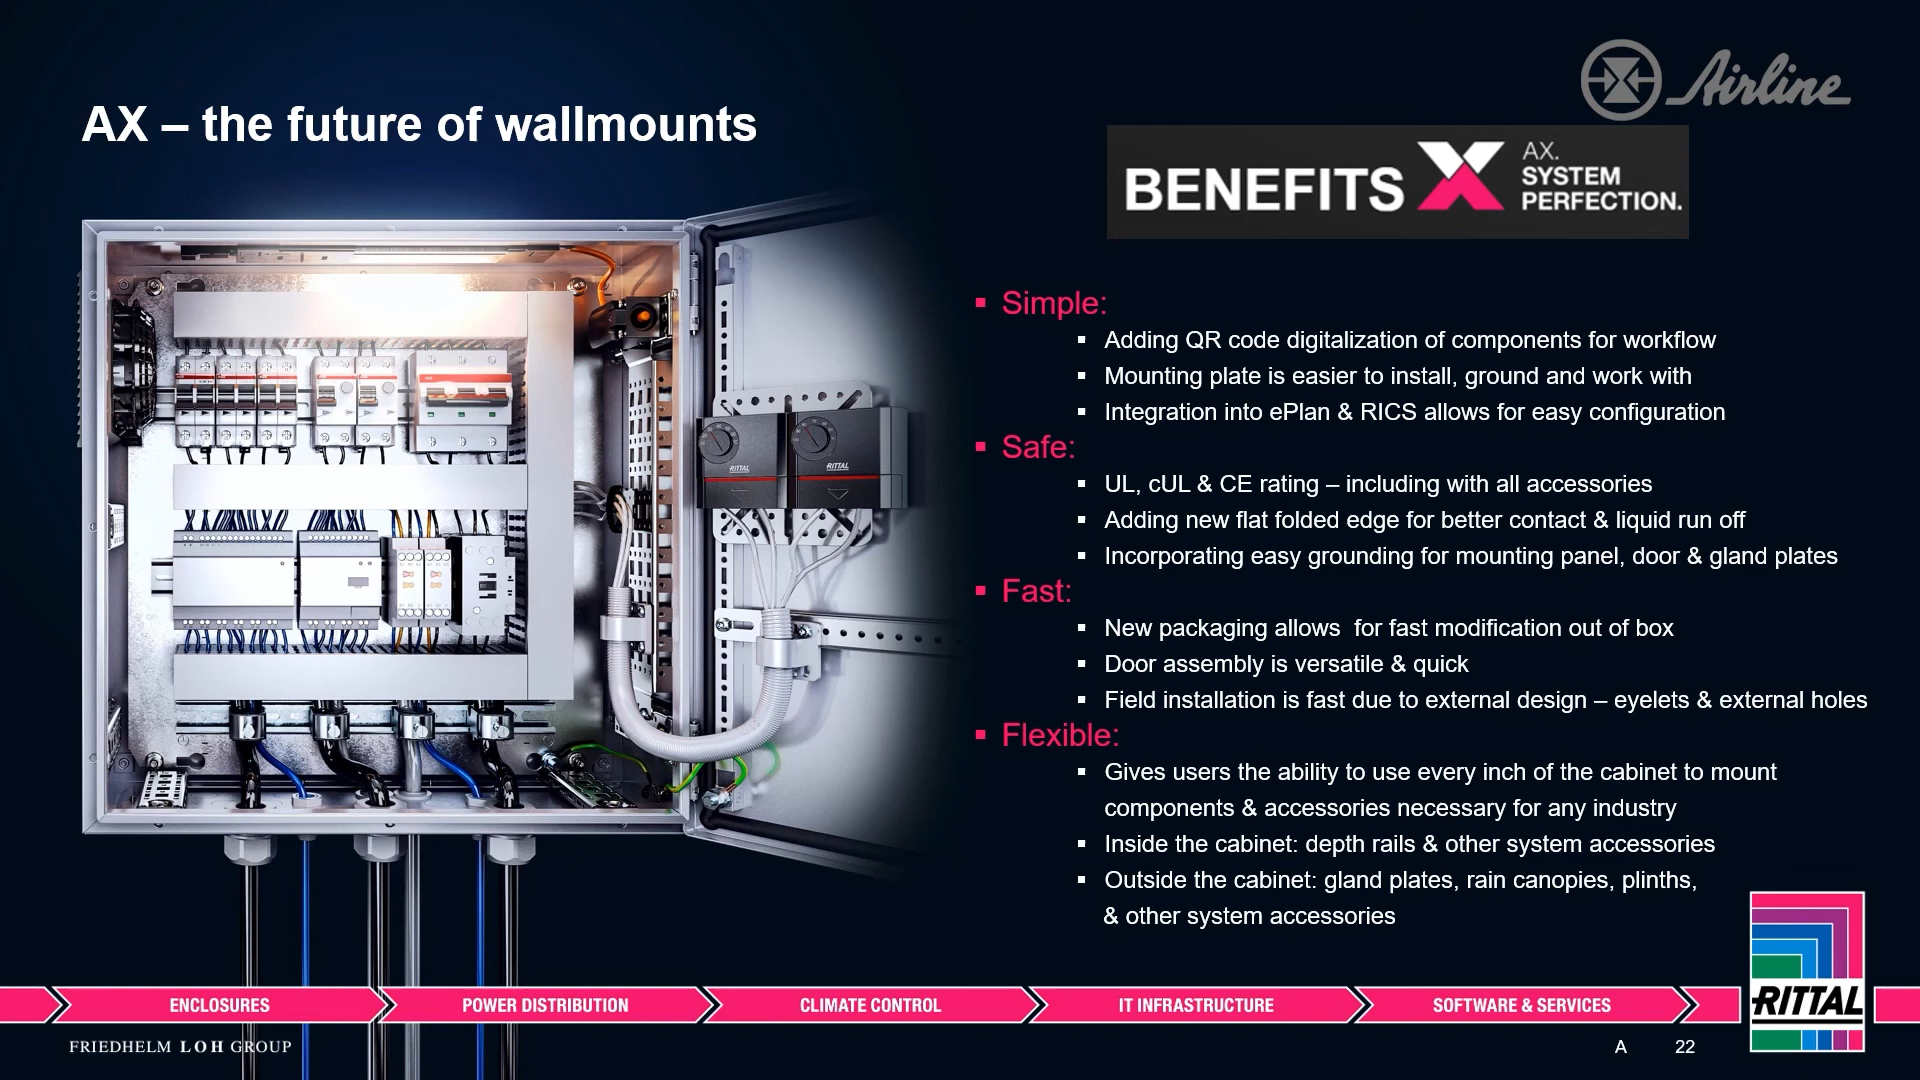 Airline
AX – the future of wallmounts
BENEFITS X AX.
SYSTEM
PERFECTION.
Simple:
Adding QR code digitalization of components for workflow
Mounting plate is easier to install, ground and work with
Integration into ePlan & RICS allows for easy configuration
Safe:
UL, cUL & CE rating – including with all accessories
Adding new flat folded edge for better contact & liquid run off
Incorporating easy grounding for mounting panel, door & gland plates
Fast:
New packaging allows  for fast modification out of box
Door assembly is versatile & quick
Field installation is fast due to external design – eyelets & external holes
Flexible:
Gives users the ability to use every inch of the cabinet to mount
components & accessories necessary for any industry
Inside the cabinet: depth rails & other system accessories
Outside the cabinet: gland plates, rain canopies, plinths,
& other system accessories
RITTAL
RITTAL
ENCLOSURES
POWER DISTRIBUTION
CLIMATE CONTROL
IT INFRASTRUCTURE
SOFTWARE & SERVICES
RITTAL
FRIEDHELM LOH GROUP
A
22